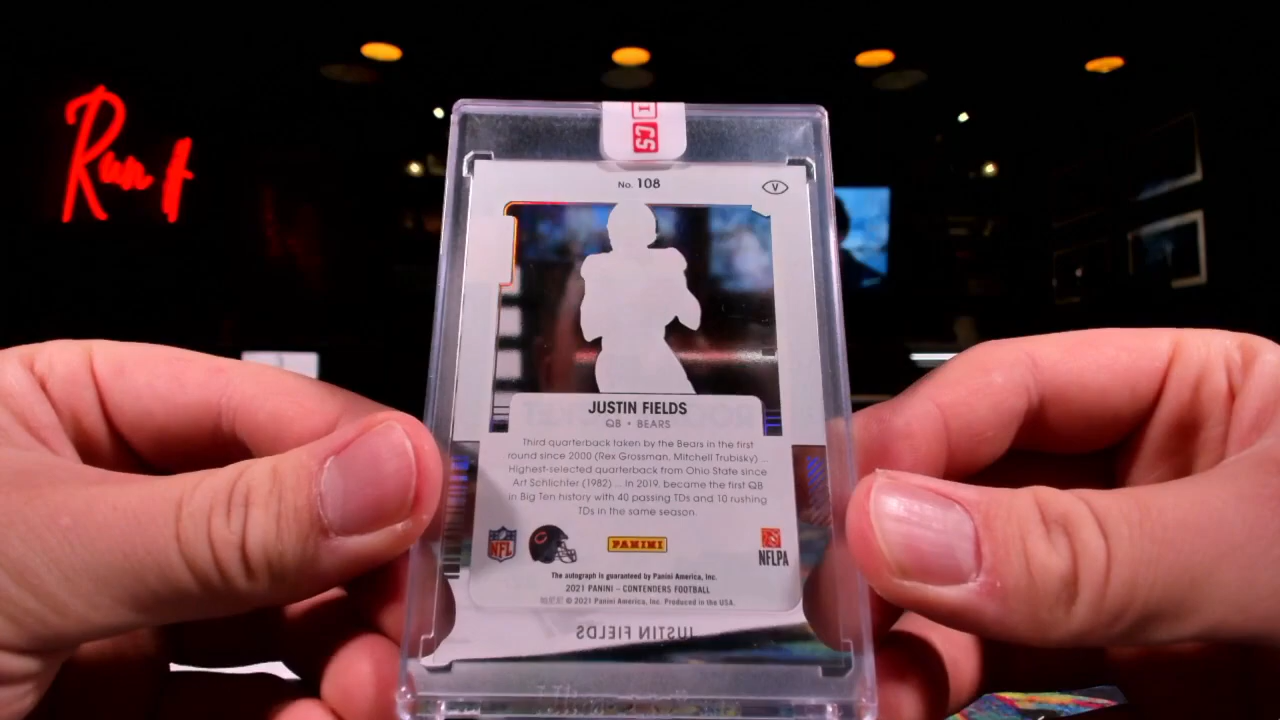 Run it
CS
No. 108
V
JUSTIN FIELDS
QB • BEARS
Third quarterback taken by the Bears in the first
round since 2000 (Rex Grossman, Mitchell Trubisky) ...
Highest-selected quarterback from Ohio State since
Art Schlichter (1982) ... In 2019, became the first QB
in Big Ten history with 40 passing TDs and 10 rushing
TDs in the same season.
NFL
C
PANINI
NFLPA
The autograph is guaranteed by Panini America, Inc.
2021 PANINI – CONTENDERS FOOTBALL
© 2021 Panini America, Inc. Produced in the USA.
JUSTIN FIELDS